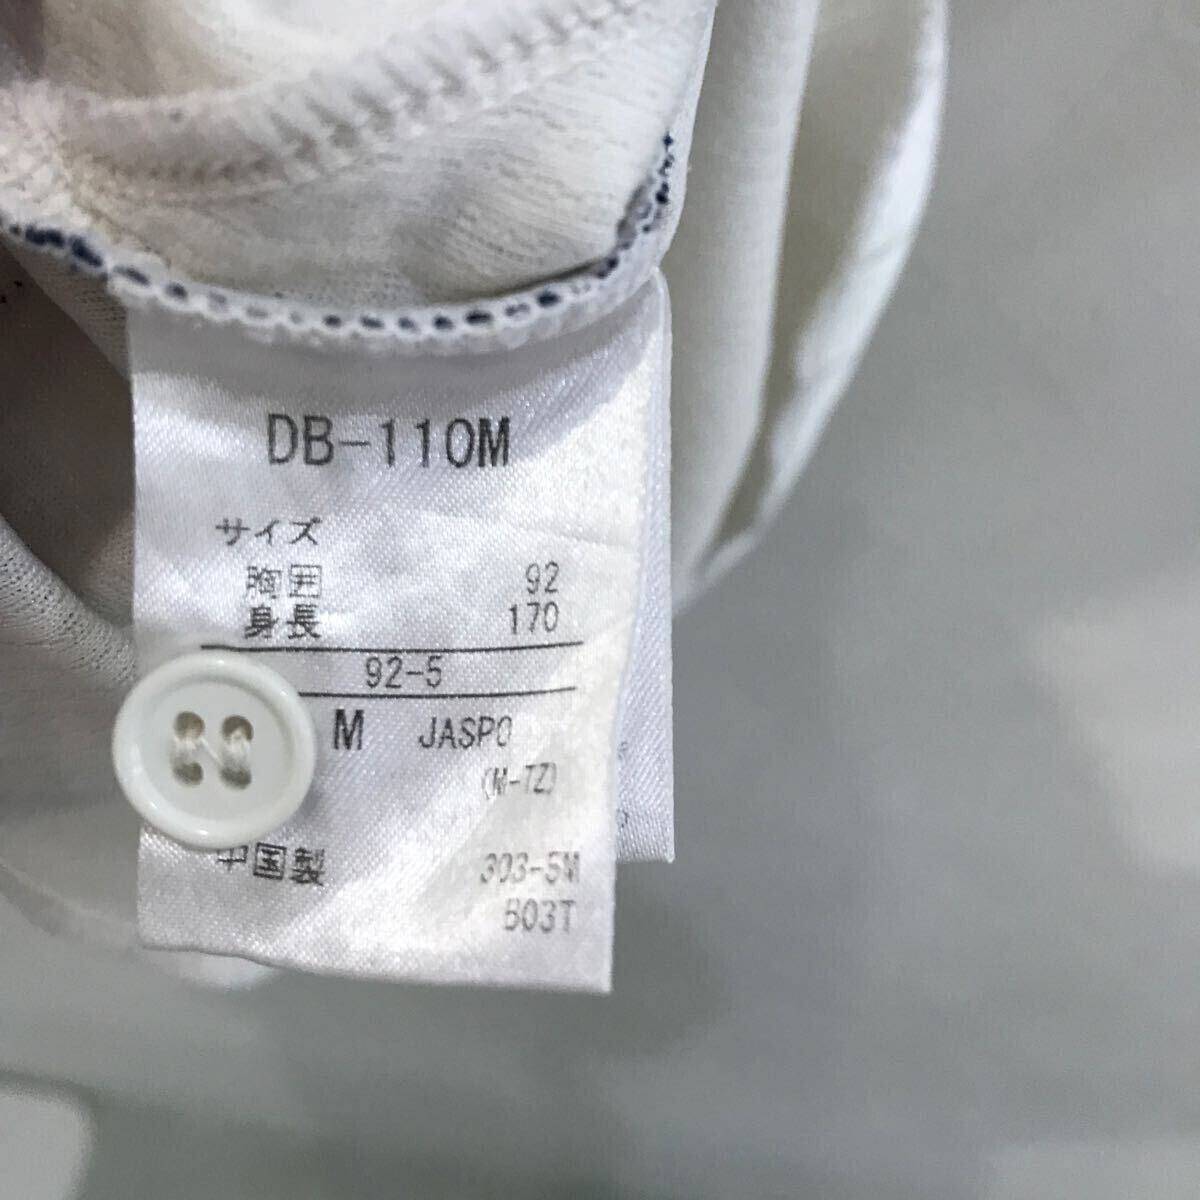 DB-110M
サイズ
胸囲 92
身長 170
92-5
M JASPO
(M-TZ)
中国製 303-5M
B03T